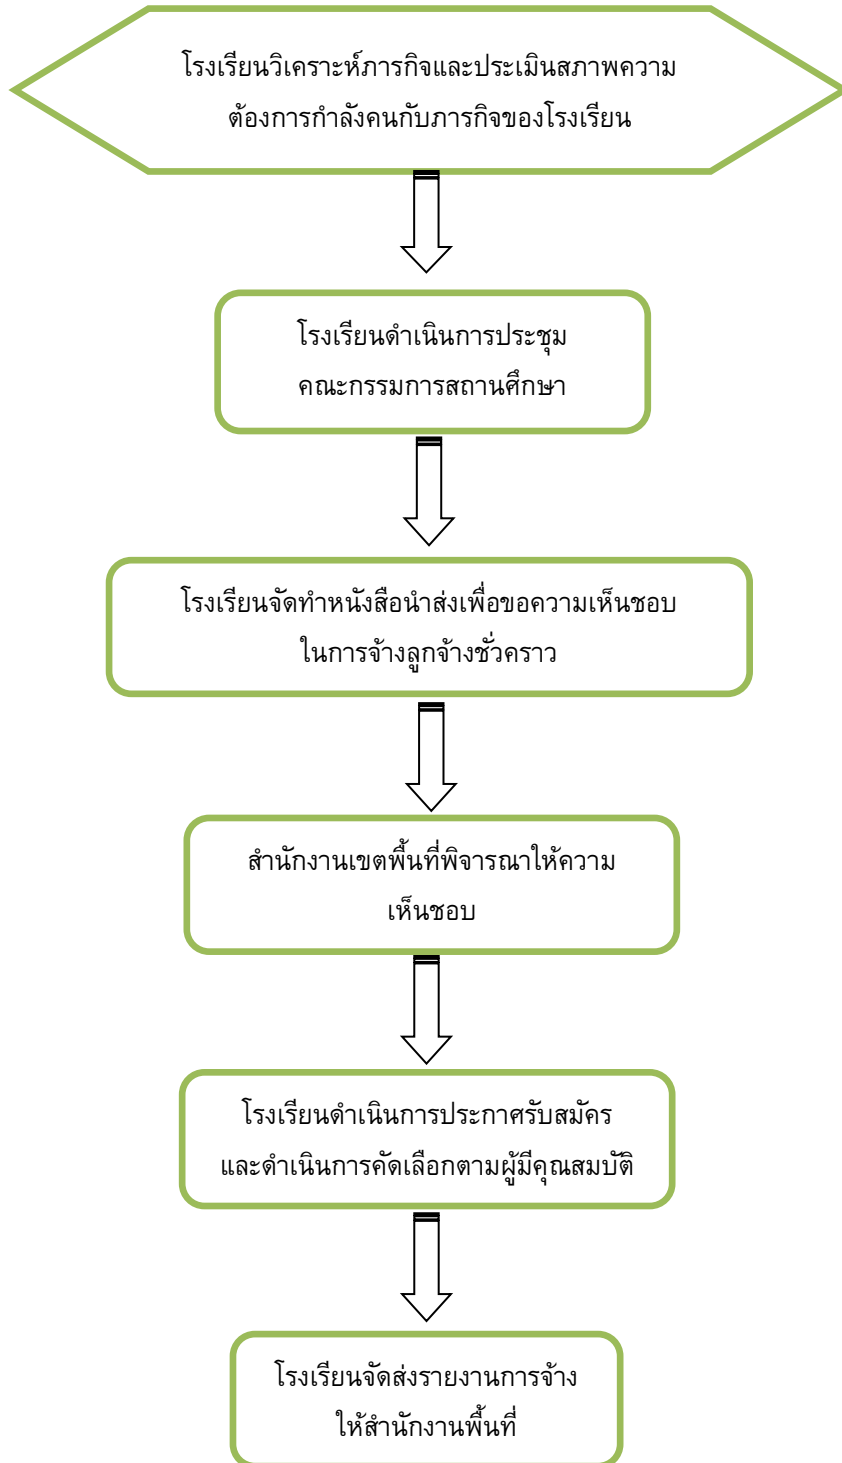 โรงเรียนวิเคราะห์ภารกิจและประเมินสภาพความ
ต้องการกำลังคนกับภารกิจของโรงเรียน
โรงเรียนดำเนินการประชุม
คณะกรรมการสถานศึกษา
โรงเรียนจัดทำหนังสือนำส่งเพื่อขอความเห็นชอบ
ในการจ้างลูกจ้างชั่วคราว
สำนักงานเขตพื้นที่พิจารณาให้ความ
เห็นชอบ
โรงเรียนดำเนินการประกาศรับสมัคร
และดำเนินการคัดเลือกตามผู้มีคุณสมบัติ
โรงเรียนจัดส่งรายงานการจ้าง
ให้สำนักงานพื้นที่